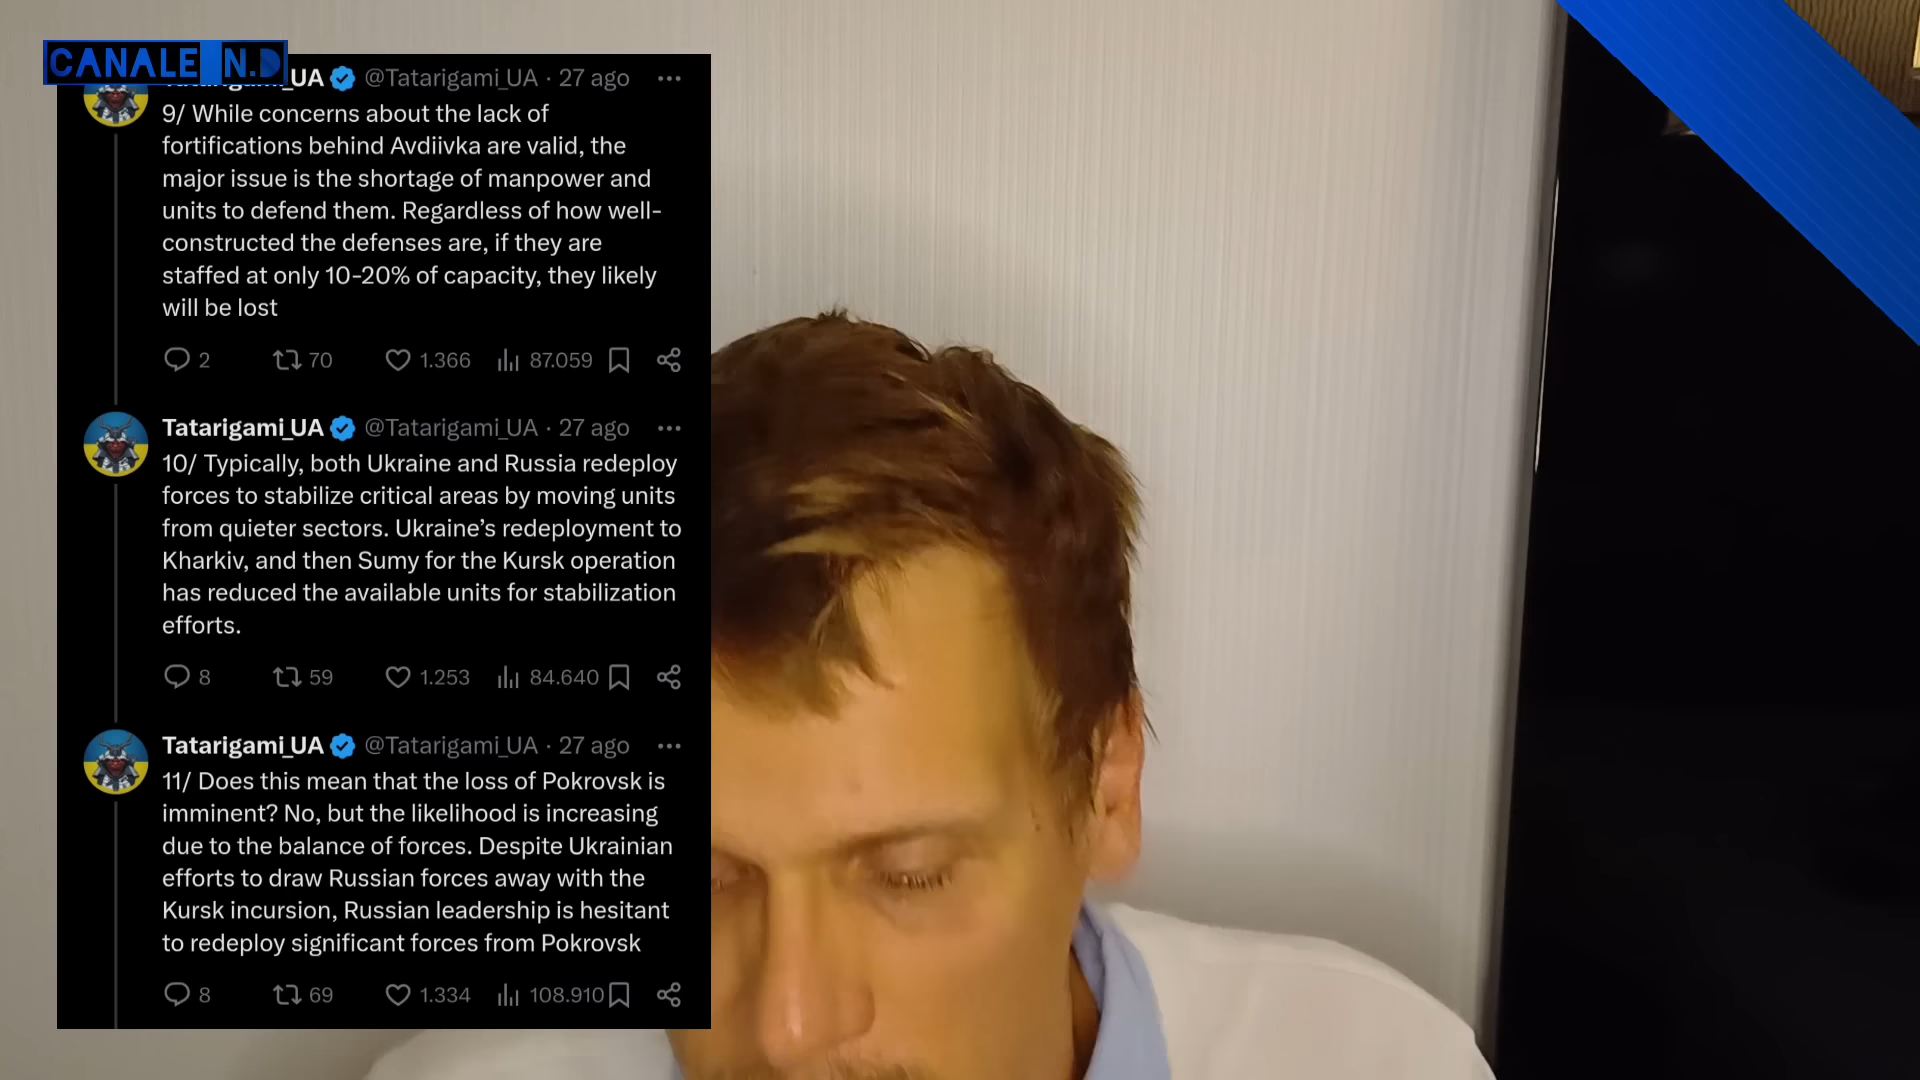 CANALE N.D
_UA @Tatarigami_UA · 27 ago
9/ While concerns about the lack of
fortifications behind Avdiivka are valid, the
major issue is the shortage of manpower and
units to defend them. Regardless of how well-
constructed the defenses are, if they are
staffed at only 10-20% of capacity, they likely
will be lost
2 70 1.366 87.059
Tatarigami_UA @Tatarigami_UA · 27 ago
10/ Typically, both Ukraine and Russia redeploy
forces to stabilize critical areas by moving units
from quieter sectors. Ukraine’s redeployment to
Kharkiv, and then Sumy for the Kursk operation
has reduced the available units for stabilization
efforts.
8 59 1.253 84.640
Tatarigami_UA @Tatarigami_UA · 27 ago
11/ Does this mean that the loss of Pokrovsk is
imminent? No, but the likelihood is increasing
due to the balance of forces. Despite Ukrainian
efforts to draw Russian forces away with the
Kursk incursion, Russian leadership is hesitant
to redeploy significant forces from Pokrovsk
8 69 1.334 108.910